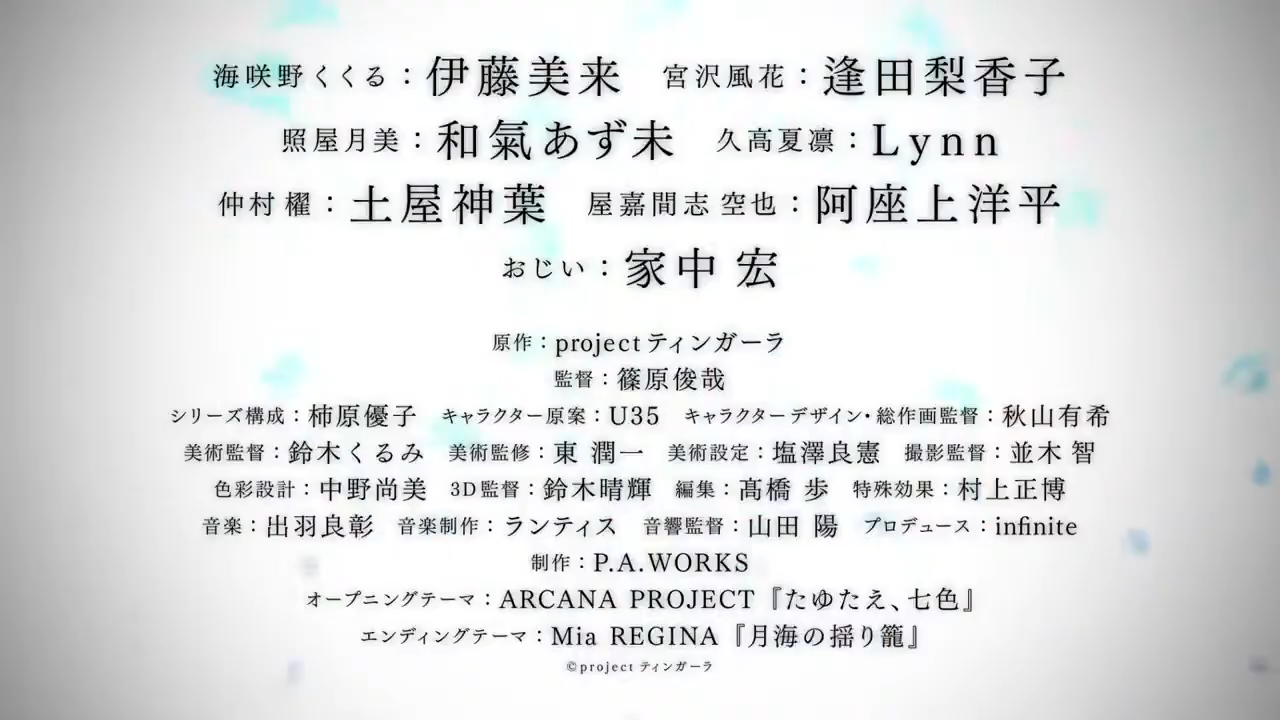 海咲野くくる：伊藤美来　宮沢風花：逢田梨香子
照屋月美：和氣あず未　久高夏凛：Lynn
仲村 櫂：土屋神葉　屋嘉間志 空也：阿座上洋平
おじい：家中 宏
原作：projectティンガーラ
監督：篠原俊哉
シリーズ構成：柿原優子　キャラクター原案：U35　キャラクターデザイン・総作画監督：秋山有希
美術監督：鈴木くるみ　美術監修：東 潤一　美術設定：塩澤良憲　撮影監督：並木 智
色彩設計：中野尚美　3D監督：鈴木晴輝　編集：髙橋 歩　特殊効果：村上正博
音楽：出羽良彰　音楽制作：ランティス　音響監督：山田 陽　プロデュース：infinite
制作：P.A.WORKS
オープニングテーマ：ARCANA PROJECT『たゆたえ、七色』
エンディングテーマ：Mia REGINA『月海の揺り籠』
©projectティンガーラ